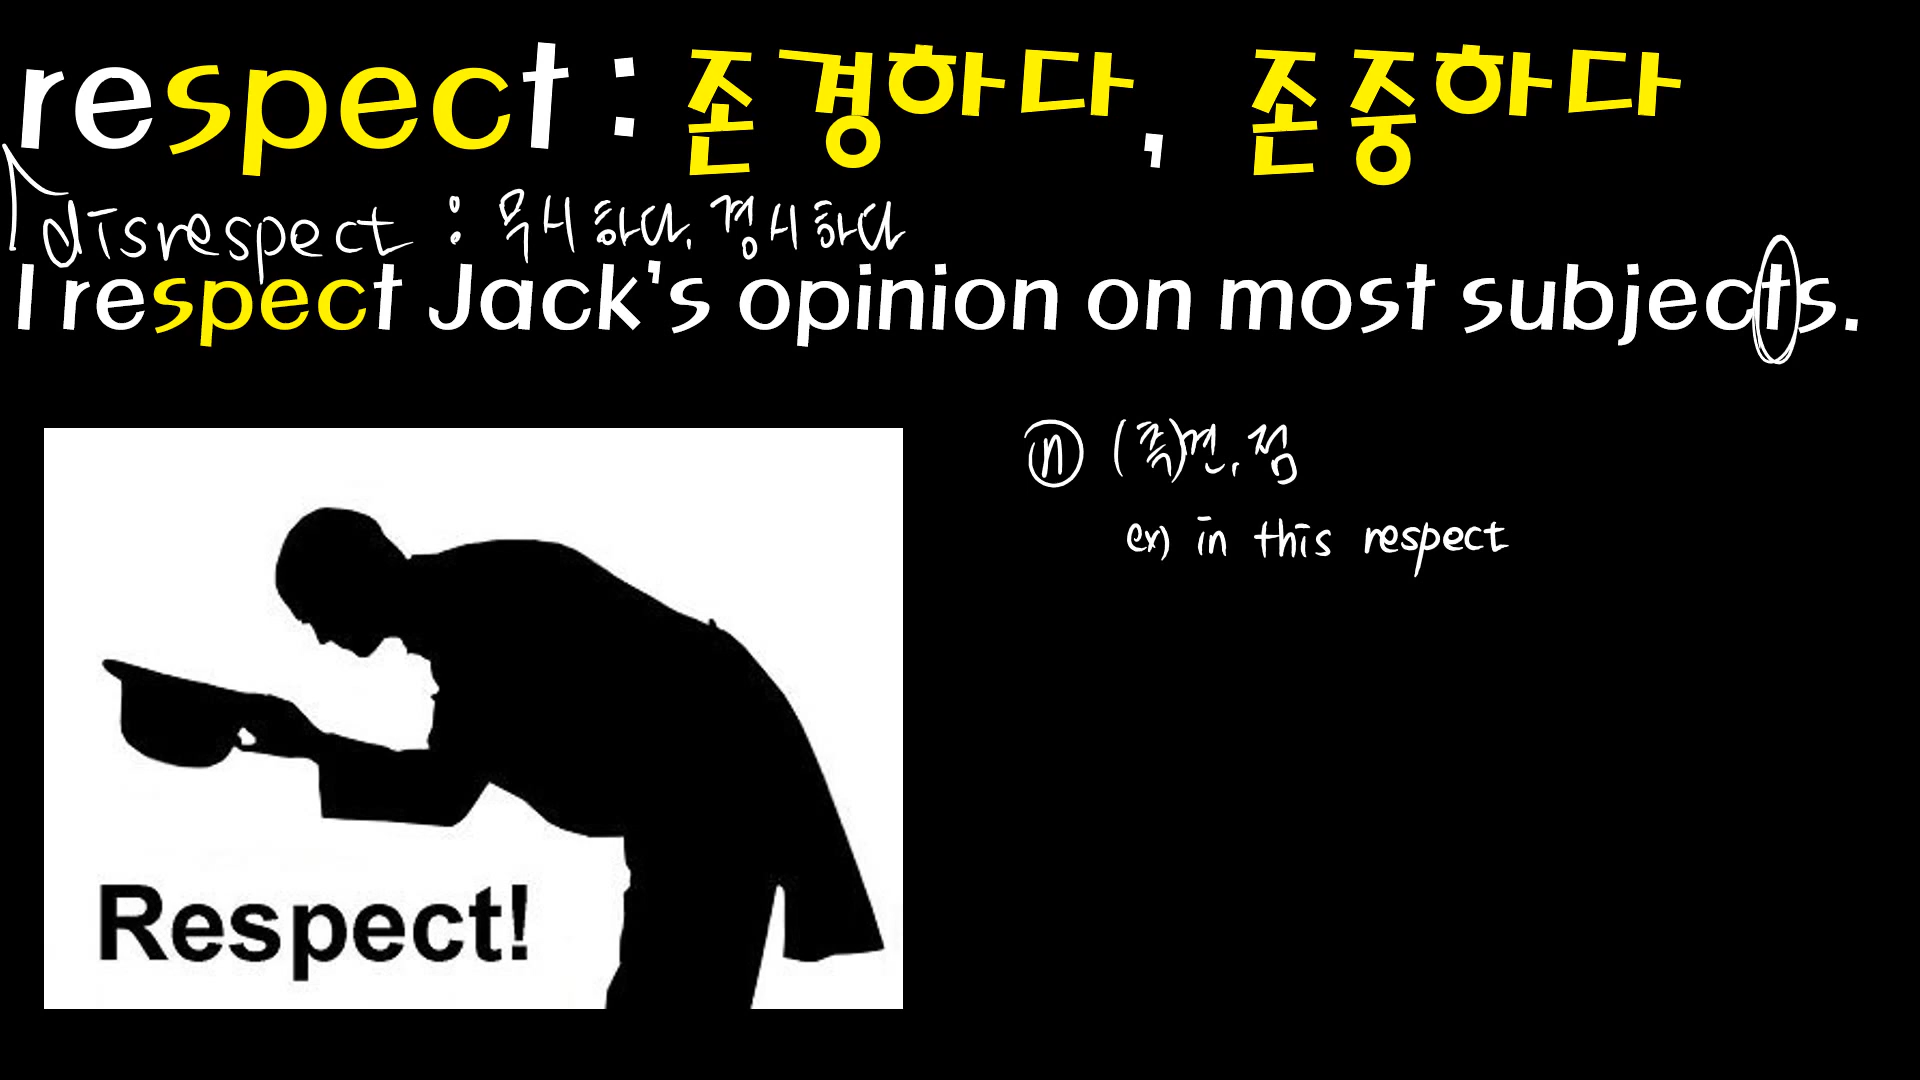 respect : 존경하다, 존중하다
disrespect : 무시하다, 경시하다
I respect Jack's opinion on most subjects.
ⓝ (측)면, 점
ex) in this respect
Respect!